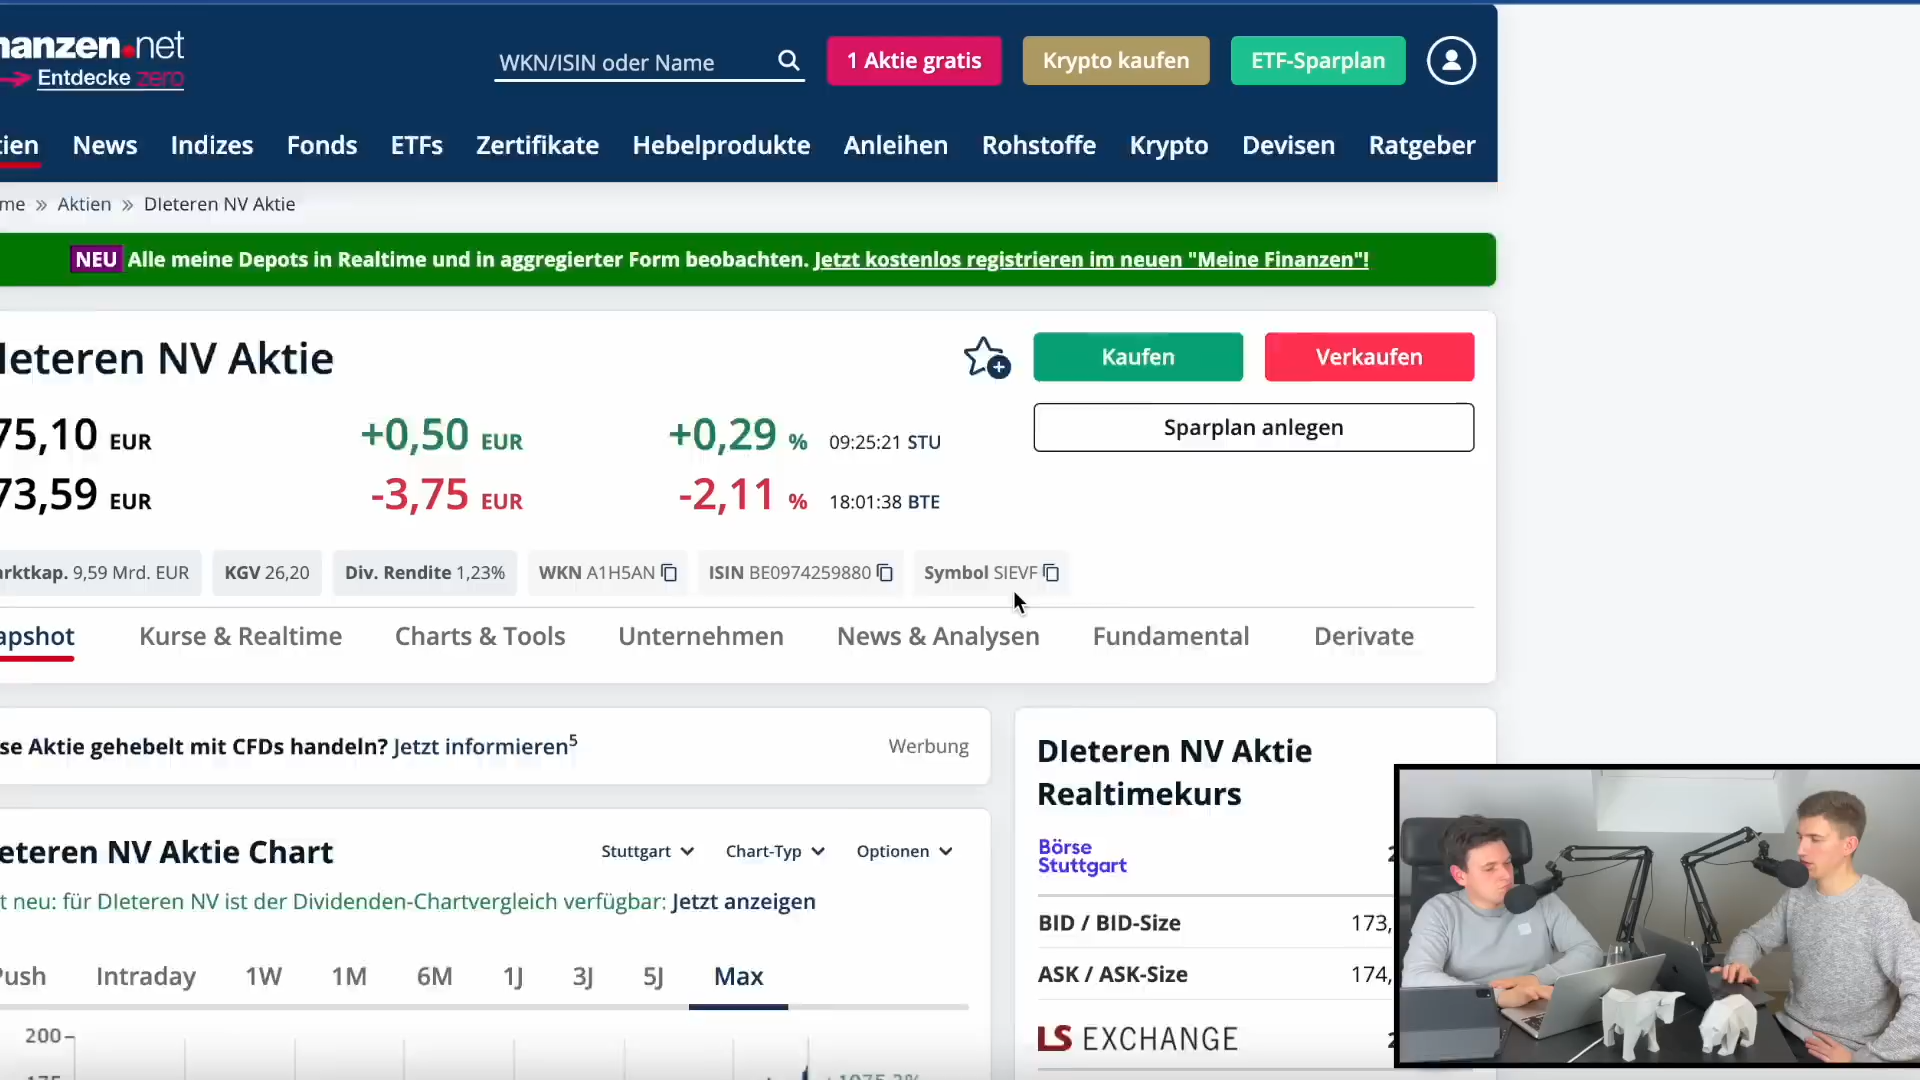 nanzen.net
Entdecke zero
WKN/ISIN oder Name
1 Aktie gratis
Krypto kaufen
ETF-Sparplan
tien
News
Indizes
Fonds
ETFs
Zertifikate
Hebelprodukte
Anleihen
Rohstoffe
Krypto
Devisen
Ratgeber
me » Aktien » DIeteren NV Aktie
NEU Alle meine Depots in Realtime und in aggregierter Form beobachten. Jetzt kostenlos registrieren im neuen "Meine Finanzen"!
Ieteren NV Aktie
Kaufen
Verkaufen
75,10 EUR +0,50 EUR +0,29 % 09:25:21 STU
Sparplan anlegen
73,59 EUR -3,75 EUR -2,11 % 18:01:38 BTE
arktkap. 9,59 Mrd. EUR
KGV 26,20
Div. Rendite 1,23%
WKN A1H5AN
ISIN BE0974259880
Symbol SIEVF
apshot
Kurse & Realtime
Charts & Tools
Unternehmen
News & Analysen
Fundamental
Derivate
se Aktie gehebelt mit CFDs handeln? Jetzt informieren5
Werbung
eteren NV Aktie Chart
Stuttgart
Chart-Typ
Optionen
t neu: für DIeteren NV ist der Dividenden-Chartvergleich verfügbar: Jetzt anzeigen
Push
Intraday
1W
1M
6M
1J
3J
5J
Max
200
DIeteren NV Aktie
Realtimekurs
Börse
Stuttgart
BID / BID-Size 173,
ASK / ASK-Size 174,
LS EXCHANGE